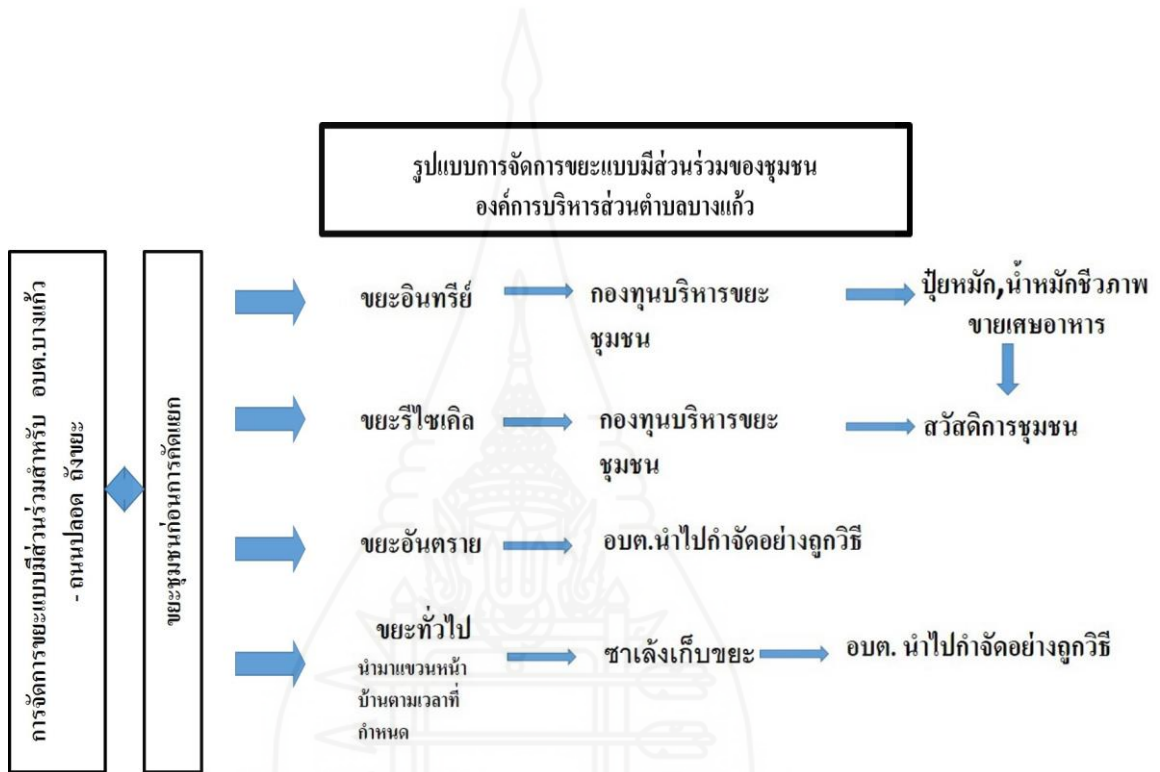 รูปแบบการจัดการขยะแบบมีส่วนร่วมของชุมชน
องค์การบริหารส่วนตำบลบางแก้ว
การจัดการขยะแบบมีส่วนร่วมสำหรับ อบต.บางแก้ว
- ถนนปลอด ถังขยะ
ขยะชุมชนก่อนการคัดแยก
ขยะอินทรีย์
กองทุนบริหารขยะ
ชุมชน
ปุ๋ยหมัก,น้ำหมักชีวภาพ
ขายเศษอาหาร
ขยะรีไซเคิล
กองทุนบริหารขยะ
ชุมชน
สวัสดิการชุมชน
ขยะอันตราย
อบต.นำไปกำจัดอย่างถูกวิธี
ขยะทั่วไป
นำมาแขวนหน้า
บ้านตามเวลาที่
กำหนด
ซาเล้งเก็บขยะ
อบต. นำไปกำจัดอย่างถูกวิธี